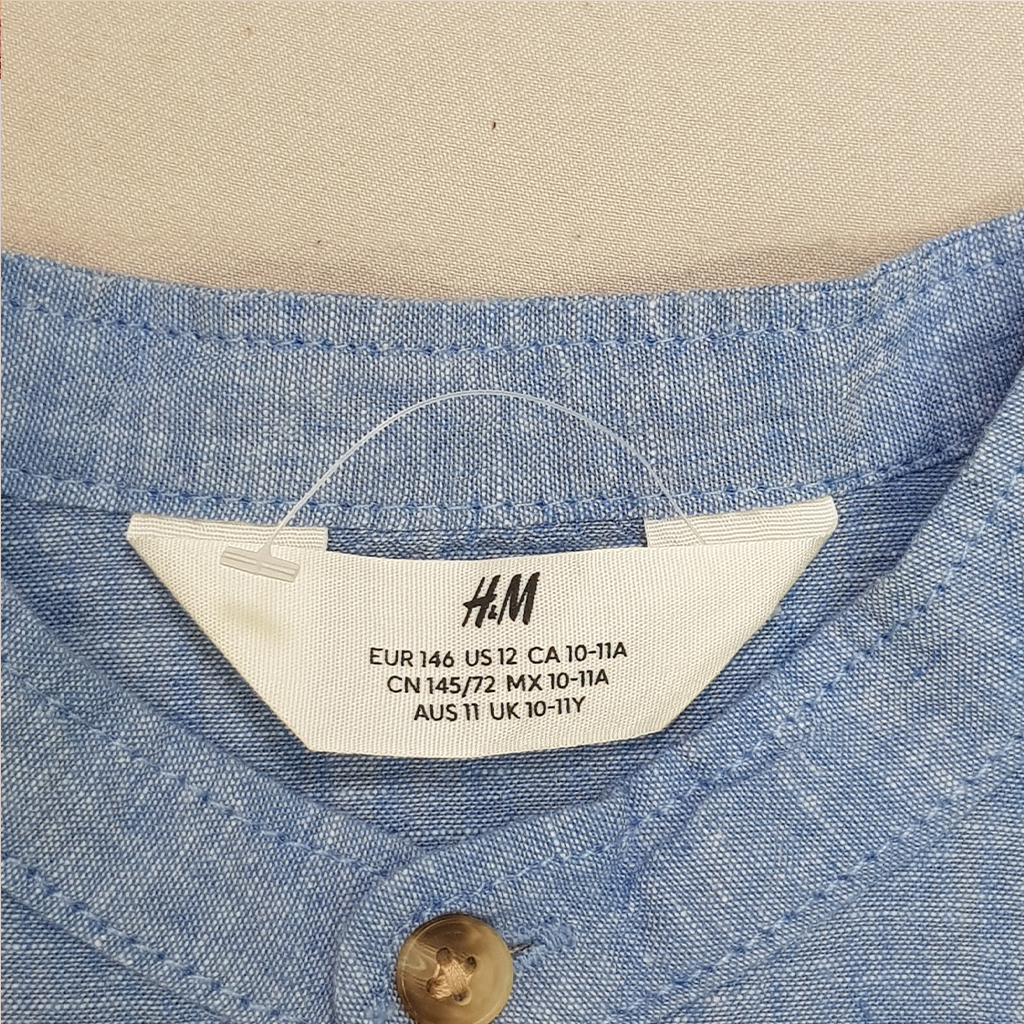 H&M
EUR 146 US 12 CA 10-11A
CN 145/72 MX 10-11A
AUS 11 UK 10-11Y